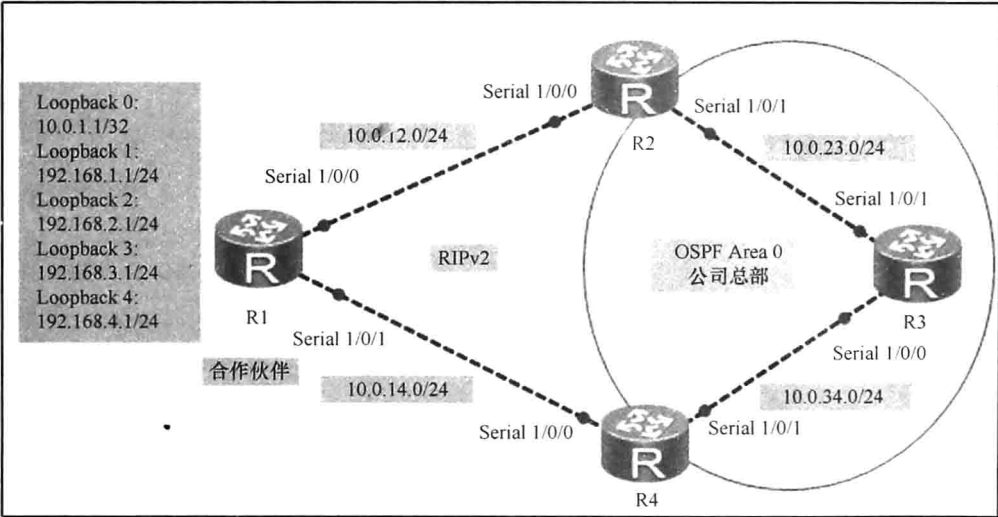 Loopback 0:
10.0.1.1/32
Loopback 1:
192.168.1.1/24
Loopback 2:
192.168.2.1/24
Loopback 3:
192.168.3.1/24
Loopback 4:
192.168.4.1/24
Serial 1/0/0
R
R2
Serial 1/0/1
10.0.12.0/24
10.0.23.0/24
Serial 1/0/0
Serial 1/0/1
R
R1
RIPv2
OSPF Area 0
公司总部
R
R3
Serial 1/0/1
Serial 1/0/0
合作伙伴
10.0.14.0/24
10.0.34.0/24
Serial 1/0/0
Serial 1/0/1
R
R4